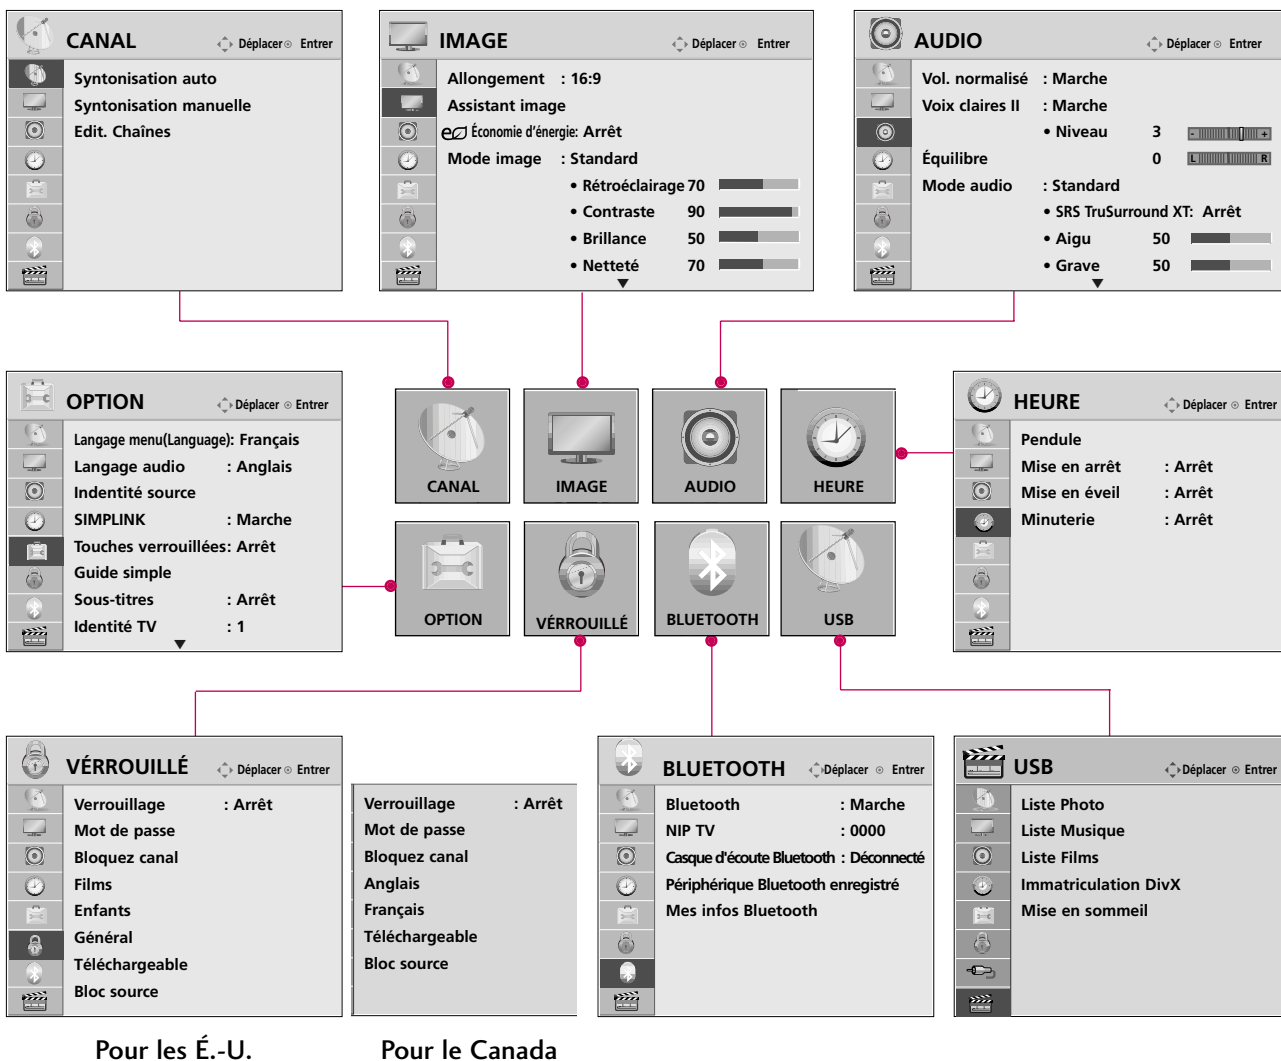 CANAL
Déplacer Entrer
Syntonisation auto
Syntonisation manuelle
Edit. Chaînes
IMAGE
Déplacer Entrer
Allongement : 16:9
Assistant image
Économie d'énergie: Arrêt
Mode image : Standard
• Rétroéclairage 70
• Contraste 90
• Brillance 50
• Netteté 70
AUDIO
Déplacer Entrer
Vol. normalisé : Marche
Voix claires II : Marche
• Niveau 3 - +
Équilibre 0 L R
Mode audio : Standard
• SRS TruSurround XT: Arrêt
• Aigu 50
• Grave 50
OPTION
Déplacer Entrer
Langage menu(Language): Français
Langage audio : Anglais
Indentité source
SIMPLINK : Marche
Touches verrouillées: Arrêt
Guide simple
Sous-titres : Arrêt
Identité TV : 1
CANAL
IMAGE
AUDIO
HEURE
OPTION
VÉRROUILLÉ
BLUETOOTH
USB
HEURE
Déplacer Entrer
Pendule
Mise en arrêt : Arrêt
Mise en éveil : Arrêt
Minuterie : Arrêt
VÉRROUILLÉ
Déplacer Entrer
Verrouillage : Arrêt
Mot de passe
Bloquez canal
Films
Enfants
Général
Téléchargeable
Bloc source
Verrouillage : Arrêt
Mot de passe
Bloquez canal
Anglais
Français
Téléchargeable
Bloc source
BLUETOOTH
Déplacer Entrer
Bluetooth : Marche
NIP TV : 0000
Casque d'écoute Bluetooth : Déconnecté
Périphérique Bluetooth enregistré
Mes infos Bluetooth
USB
Déplacer Entrer
Liste Photo
Liste Musique
Liste Films
Immatriculation DivX
Mise en sommeil
Pour les É.-U.
Pour le Canada